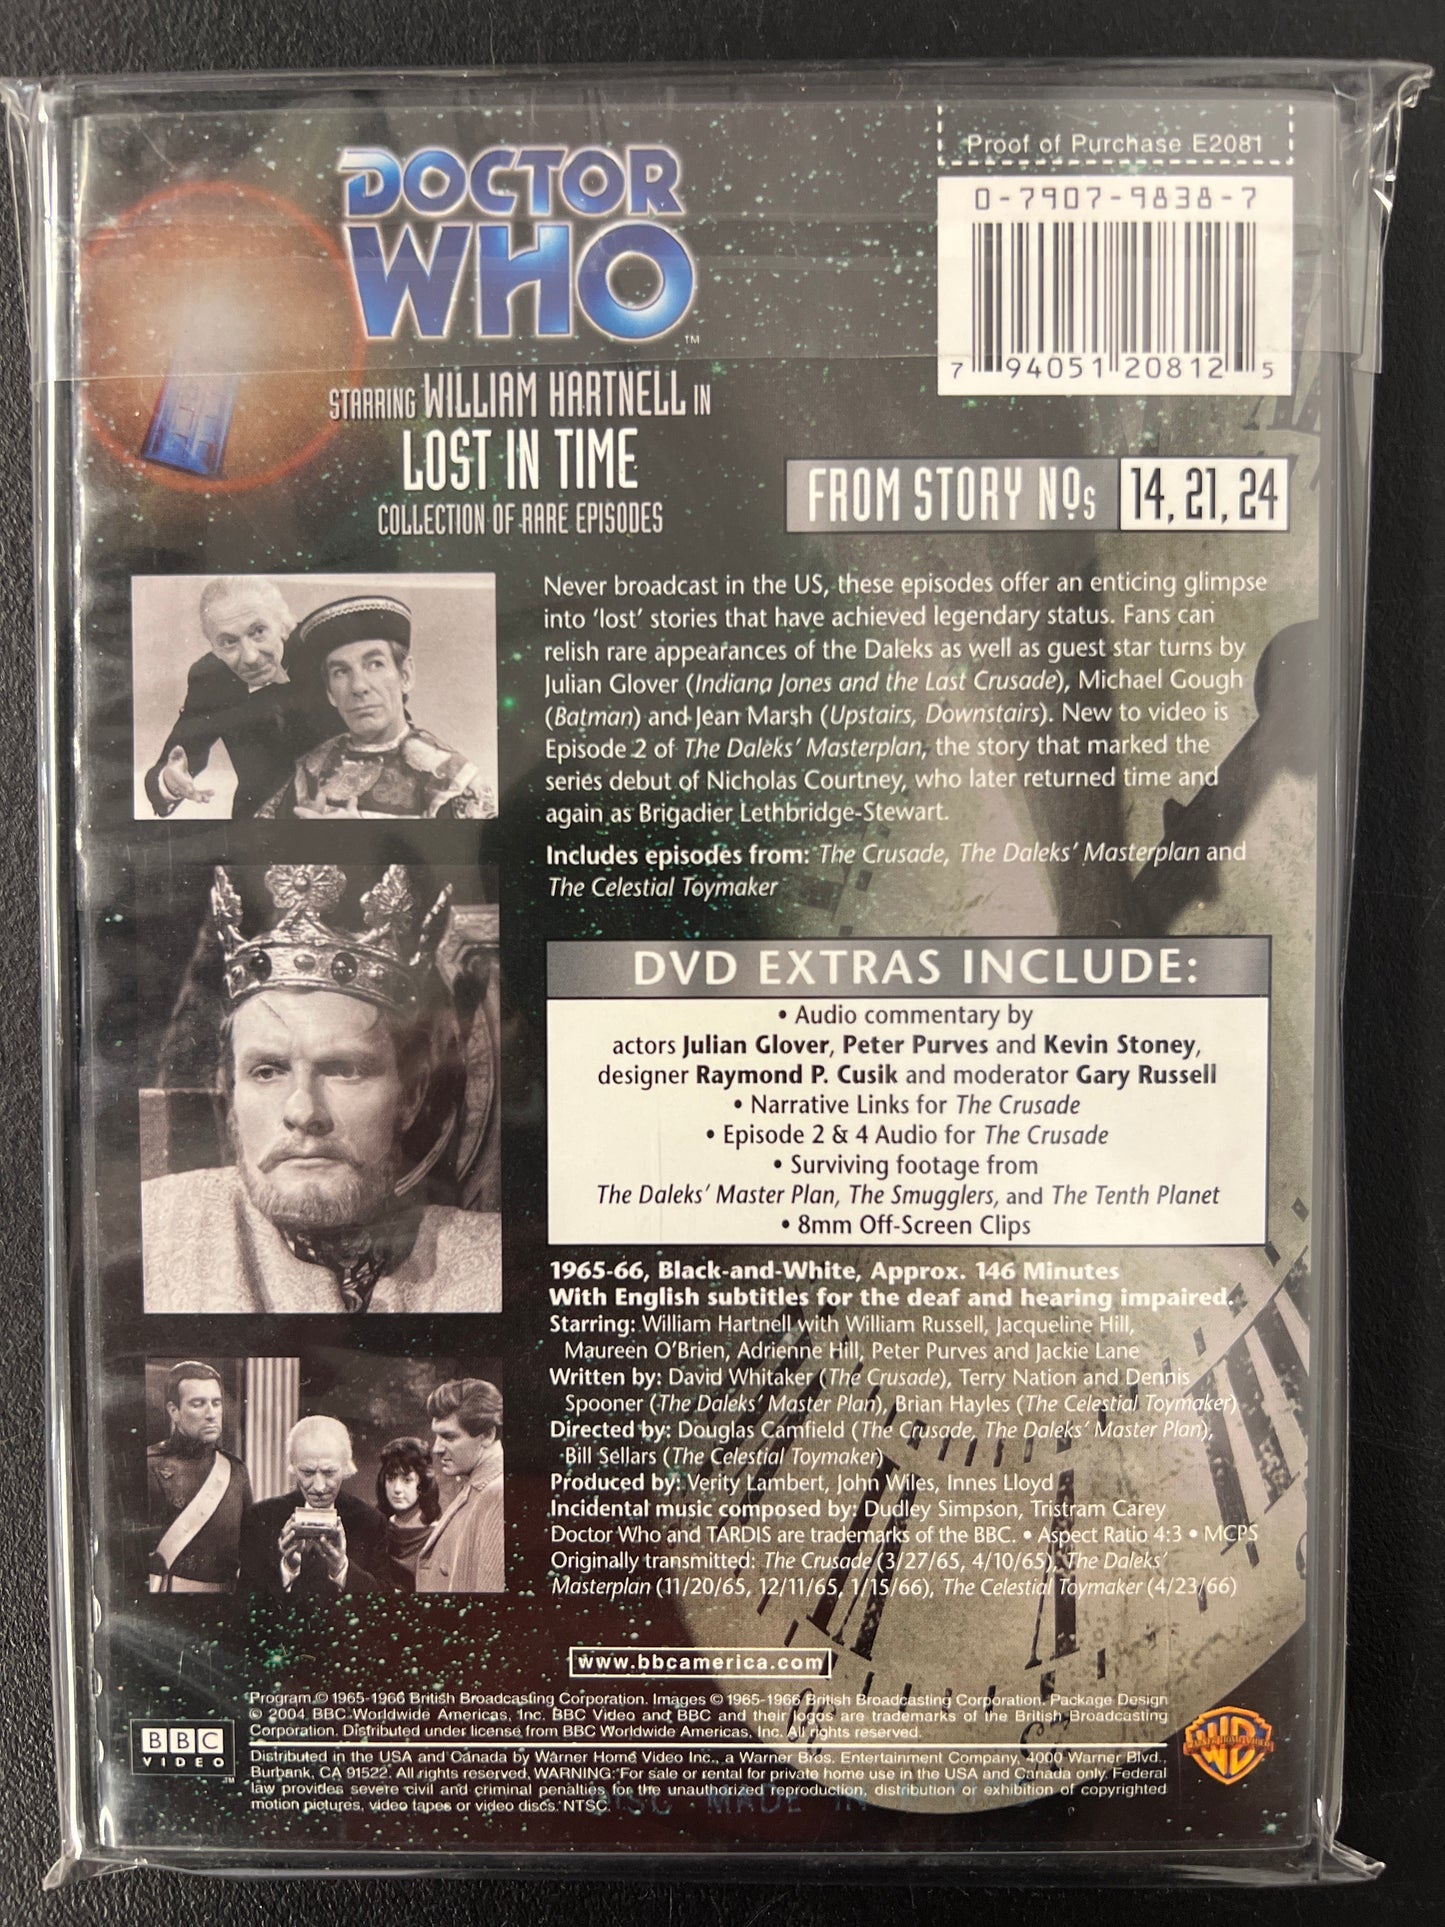 Proof of Purchase E2081
0-7907-9838-7
7 94051 20812 5
DOCTOR
WHO
TM
STARRING WILLIAM HARTNELL IN
LOST IN TIME
COLLECTION OF RARE EPISODES
FROM STORY NOs 14, 21, 24
Never broadcast in the US, these episodes offer an enticing glimpse
into 'lost' stories that have achieved legendary status. Fans can
relish rare appearances of the Daleks as well as guest star turns by
Julian Glover (Indiana Jones and the Last Crusade), Michael Gough
(Batman) and Jean Marsh (Upstairs, Downstairs). New to video is
Episode 2 of The Daleks' Masterplan, the story that marked the
series debut of Nicholas Courtney, who later returned time and
again as Brigadier Lethbridge-Stewart.
Includes episodes from: The Crusade, The Daleks' Masterplan and
The Celestial Toymaker
DVD EXTRAS INCLUDE:
• Audio commentary by
actors Julian Glover, Peter Purves and Kevin Stoney,
designer Raymond P. Cusik and moderator Gary Russell
• Narrative Links for The Crusade
• Episode 2 & 4 Audio for The Crusade
• Surviving footage from
The Daleks' Master Plan, The Smugglers, and The Tenth Planet
• 8mm Off-Screen Clips
1965-66, Black-and-White, Approx. 146 Minutes
With English subtitles for the deaf and hearing impaired.
Starring: William Hartnell with William Russell, Jacqueline Hill,
Maureen O'Brien, Adrienne Hill, Peter Purves and Jackie Lane
Written by: David Whitaker (The Crusade), Terry Nation and Dennis
Spooner (The Daleks' Master Plan), Brian Hayles (The Celestial Toymaker)
Directed by: Douglas Camfield (The Crusade, The Daleks' Master Plan),
Bill Sellars (The Celestial Toymaker)
Produced by: Verity Lambert, John Wiles, Innes Lloyd
Incidental music composed by: Dudley Simpson, Tristram Carey
Doctor Who and TARDIS are trademarks of the BBC. • Aspect Ratio 4:3 • MCPS
Originally transmitted: The Crusade (3/27/65, 4/10/65), The Daleks'
Masterplan (11/20/65, 12/11/65, 1/15/66), The Celestial Toymaker (4/23/66)
www.bbcamerica.com
Program © 1965-1966 British Broadcasting Corporation. Images © 1965-1966 British Broadcasting Corporation. Package Design
© 2004 BBC Worldwide Americas, Inc. BBC Video and BBC and their logos are trademarks of the British Broadcasting
Corporation. Distributed under license from BBC Worldwide Americas, Inc. All rights reserved.
BBC
VIDEO
TM
Distributed in the USA and Canada by Warner Home Video Inc., a Warner Bros. Entertainment Company, 4000 Warner Blvd.,
Burbank, CA 91522. All rights reserved. WARNING: For sale or rental for private home use in the USA and Canada only. Federal
law provides severe civil and criminal penalties for the unauthorized reproduction, distribution or exhibition of copyrighted
motion pictures, video tapes or video discs. NTSC.
DISC MADE IN